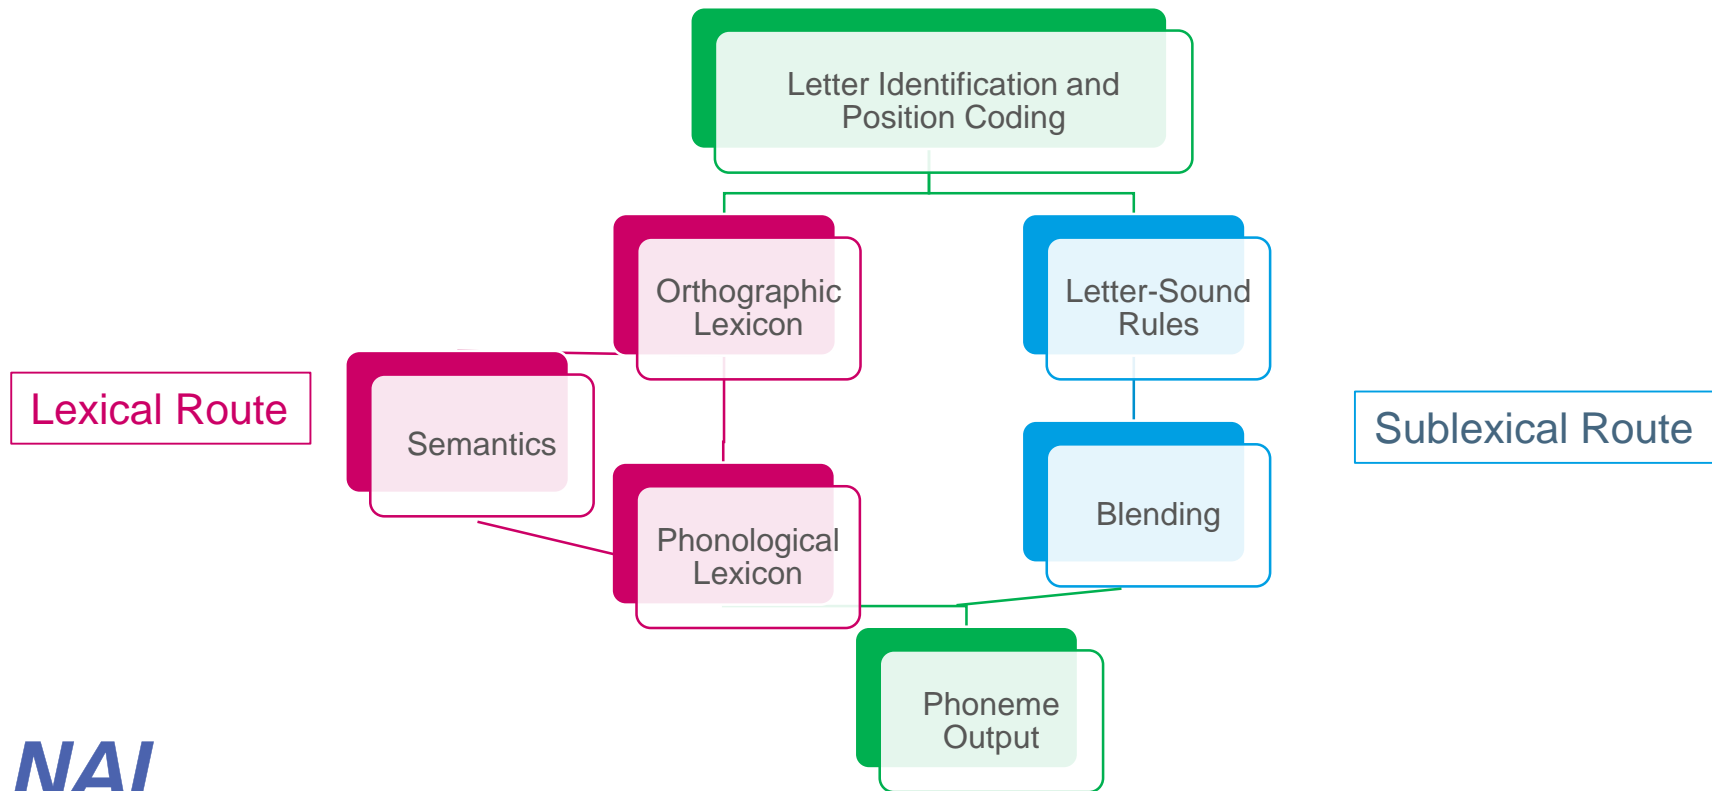 Letter Identification and
Position Coding
Orthographic
Lexicon
Letter-Sound
Rules
Lexical Route
Semantics
Sublexical Route
Phonological
Lexicon
Blending
Phoneme
Output
NAI